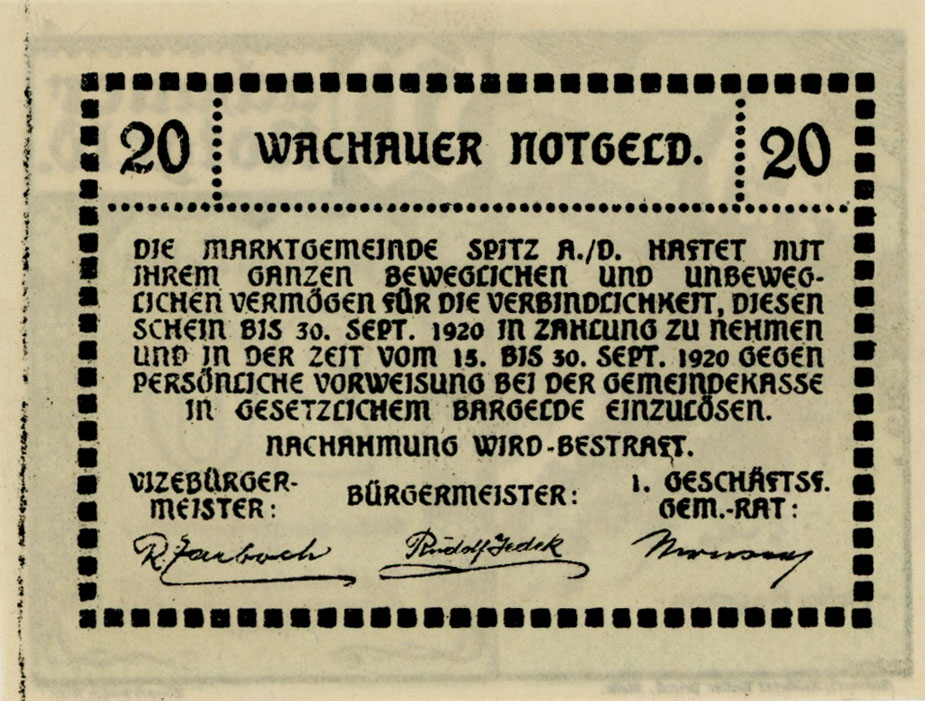 20 WACHAUER NOTGELD. 20
DIE MARKTGEMEINDE SPITZ A./D. HAFTET MIT
IHREM GANZEN BEWEGLICHEN UND UNBEWEG-
LICHEN VERMÖGEN FÜR DIE VERBINDLICHKEIT, DIESEN
SCHEIN BIS 30. SEPT. 1920 IN ZAHLUNG ZU NEHMEN
UND IN DER ZEIT VOM 15. BIS 30. SEPT. 1920 GEGEN
PERSÖNLICHE VORWEISUNG BEI DER GEMEINDEKASSE
IN GESETZLICHEM BARGELDE EINZULÖSEN.
NACHAHMUNG WIRD BESTRAFT.
VIZEBÜRGER-
MEISTER:
BÜRGERMEISTER:
1. GESCHÄFTSF.
GEM.-RAT:
R.
Rudolf Jedek